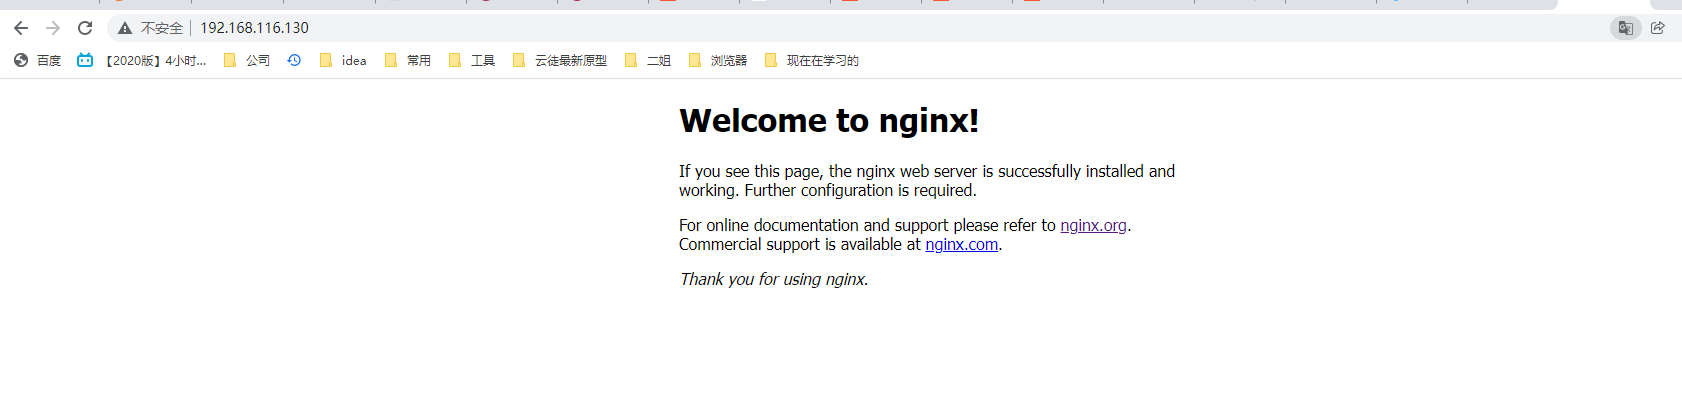 不安全 192.168.116.130
百度 【2020版】4小时... 公司 idea 常用 工具 云徒最新原型 二姐 浏览器 现在在学习的
Welcome to nginx!
If you see this page, the nginx web server is successfully installed and
working. Further configuration is required.
For online documentation and support please refer to nginx.org.
Commercial support is available at nginx.com.
Thank you for using nginx.